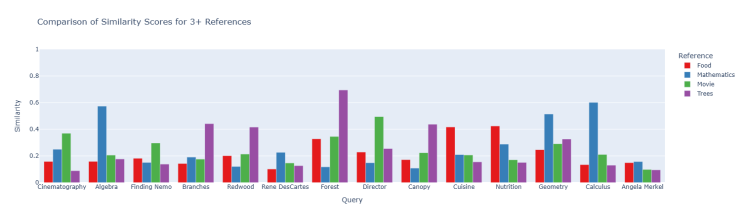 Comparison of Similarity Scores for 3+ References
Reference
Food
Mathematics
Movie
Trees
Similarity
1
0.8
0.6
0.4
0.2
0
Cinematography Algebra Finding Nemo Branches Redwood Rene DesCartes Forest Director Canopy Cuisine Nutrition Geometry Calculus Angela Merkel
Query